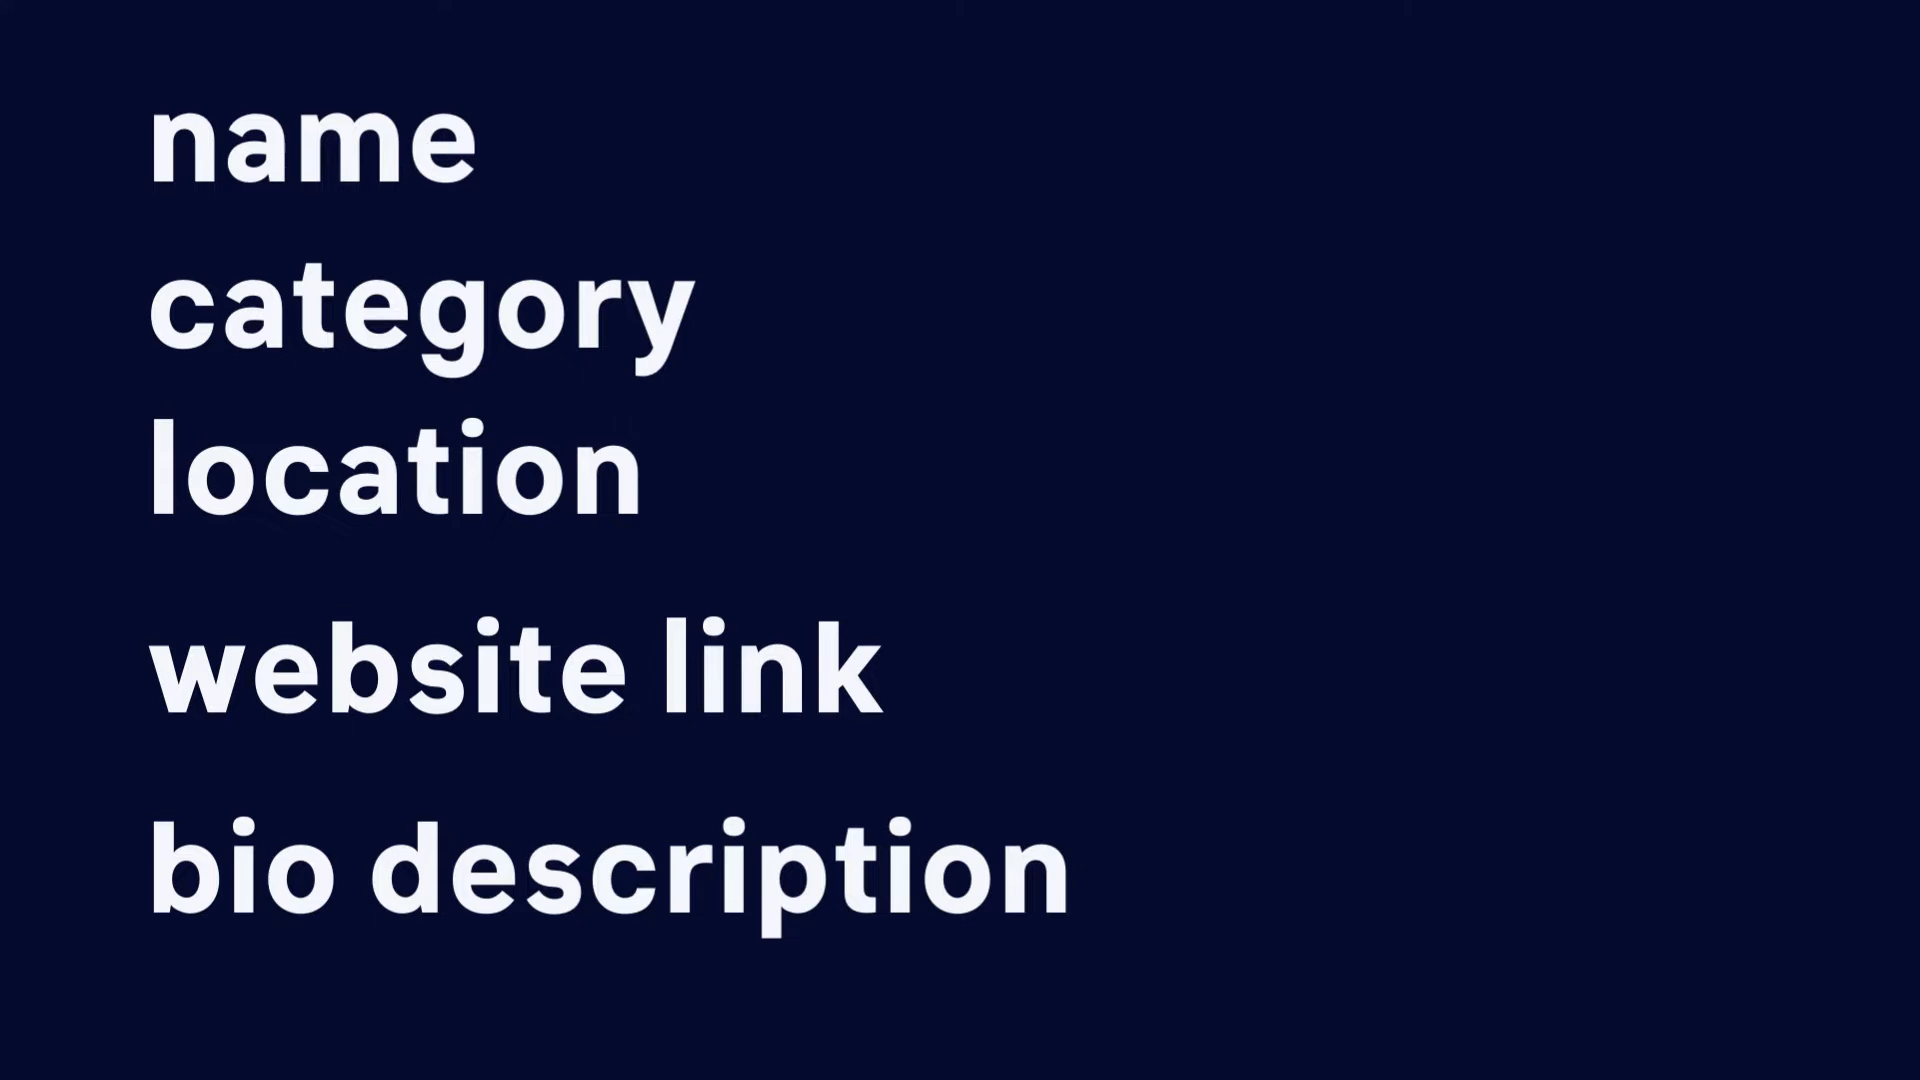 name
category
location
website link
bio description